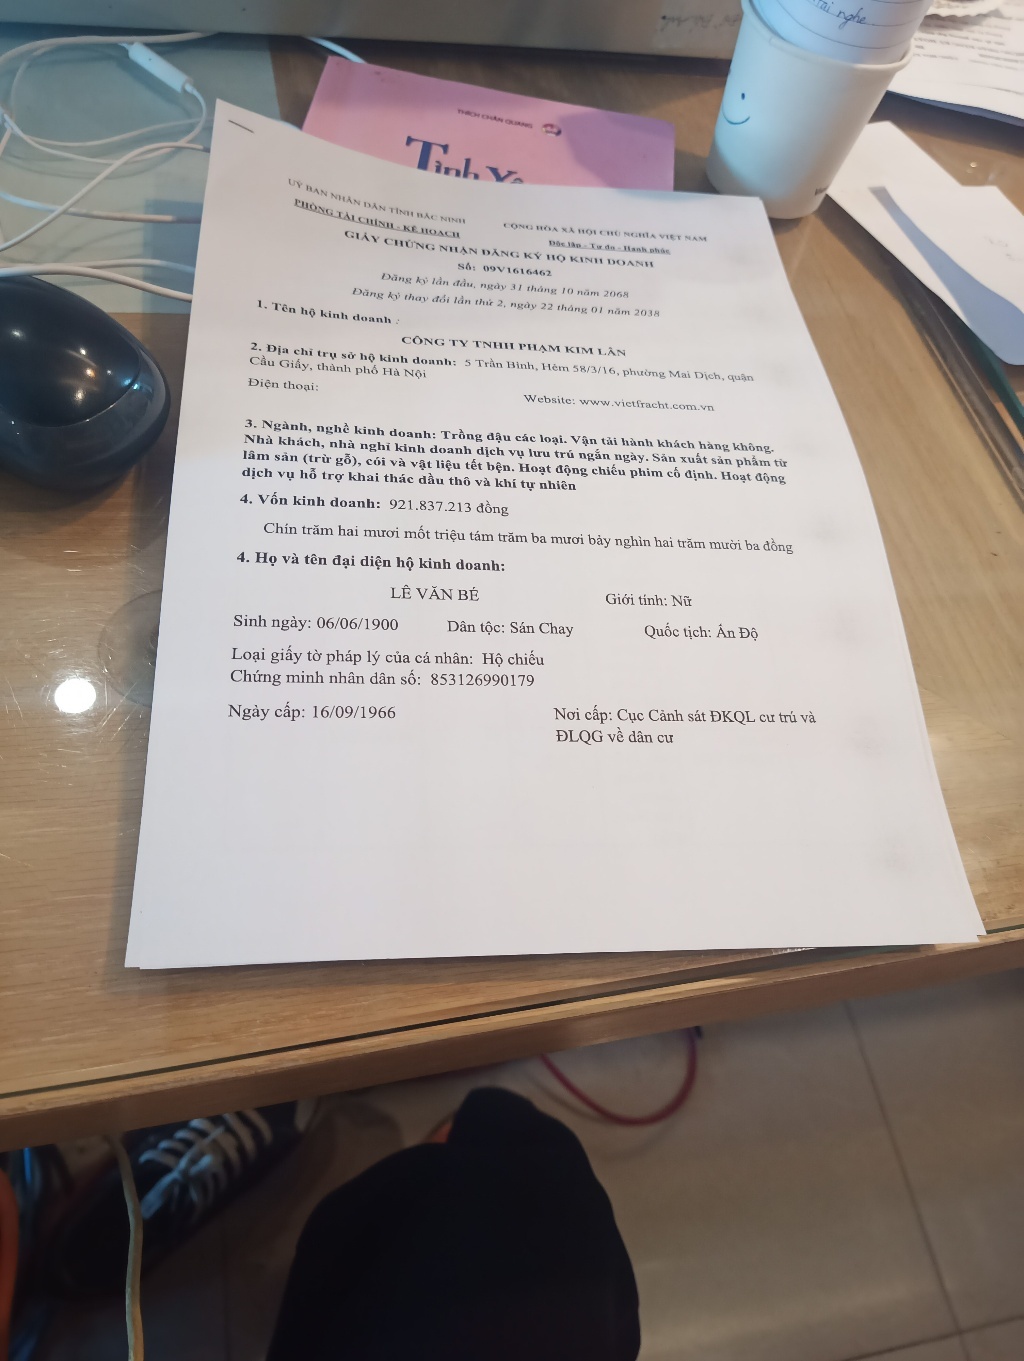 tai nghe
THÍCH CHÂN QUANG
Tình Yê
UỶ BAN NHÂN DÂN TỈNH BẮC NINH
PHÒNG TÀI CHÍNH - KẾ HOẠCH
CỘNG HÒA XÃ HỘI CHỦ NGHĨA VIỆT NAM
Độc lập - Tự do - Hạnh phúc
GIẤY CHỨNG NHẬN ĐĂNG KÝ HỘ KINH DOANH
Số: 09V1616462
Đăng ký lần đầu, ngày 31 tháng 10 năm 2068
Đăng ký thay đổi lần thứ 2, ngày 22 tháng 01 năm 2038
1. Tên hộ kinh doanh :
CÔNG TY TNHH PHẠM KIM LÂN
2. Địa chỉ trụ sở hộ kinh doanh: 5 Trần Bình, Hẻm 58/3/16, phường Mai Dịch, quận
Cầu Giấy, thành phố Hà Nội
Điện thoại:
Website: www.vietfracht.com.vn
3. Ngành, nghề kinh doanh: Trồng đậu các loại. Vận tải hành khách hàng không.
Nhà khách, nhà nghỉ kinh doanh dịch vụ lưu trú ngắn ngày. Sản xuất sản phẩm từ
lâm sản (trừ gỗ), cói và vật liệu tết bện. Hoạt động chiếu phim cố định. Hoạt động
dịch vụ hỗ trợ khai thác dầu thô và khí tự nhiên
4. Vốn kinh doanh: 921.837.213 đồng
Chín trăm hai mươi mốt triệu tám trăm ba mươi bảy nghìn hai trăm mười ba đồng
4. Họ và tên đại diện hộ kinh doanh:
LÊ VĂN BÉ
Giới tính: Nữ
Sinh ngày: 06/06/1900
Dân tộc: Sán Chay
Quốc tịch: Ấn Độ
Loại giấy tờ pháp lý của cá nhân: Hộ chiếu
Chứng minh nhân dân số: 853126990179
Ngày cấp: 16/09/1966
Nơi cấp: Cục Cảnh sát ĐKQL cư trú và
ĐLQG về dân cư